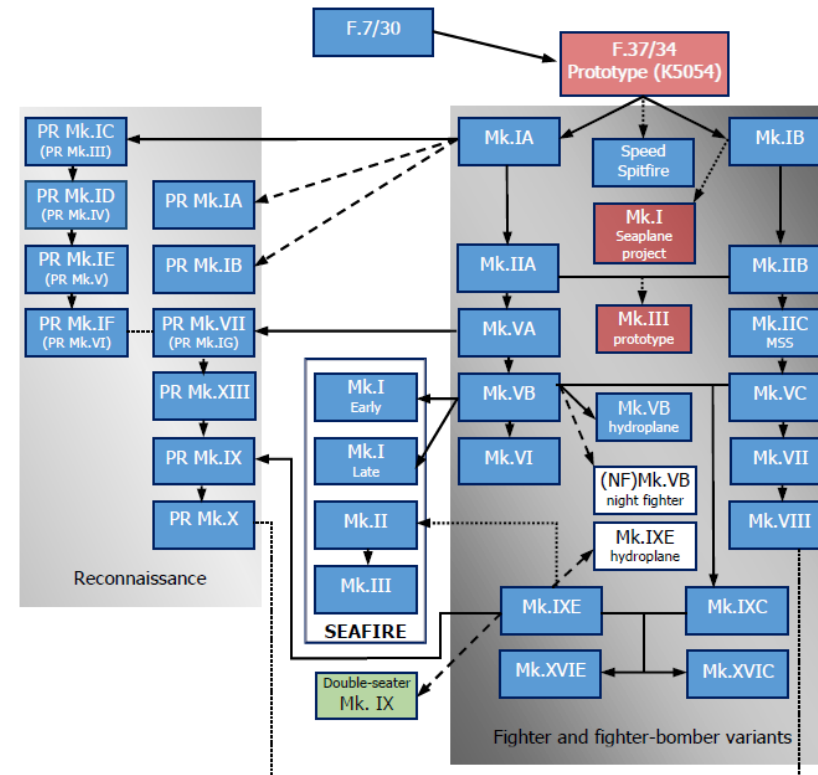 F.7/30
F.37/34
Prototype (K5054)
PR Mk.IC
(PR Mk.III)
Mk.IA
Speed
Spitfire
Mk.IB
PR Mk.ID
(PR Mk.IV)
PR Mk.IA
Mk.I
Seaplane
project
PR Mk.IE
(PR Mk.V)
PR Mk.IB
Mk.IIA
Mk.IIB
PR Mk.IF
(PR Mk.VI)
PR Mk.VII
(PR Mk.IG)
Mk.VA
Mk.III
prototype
Mk.IIC
MSS
PR Mk.XIII
Mk.I
Early
Mk.VB
Mk.VB
hydroplane
Mk.VC
PR Mk.IX
Mk.I
Late
Mk.VI
(NF)Mk.VB
night fighter
Mk.VII
PR Mk.X
Mk.II
Mk.IXE
hydroplane
Mk.VIII
Reconnaissance
Mk.III
SEAFIRE
Mk.IXE
Mk.IXC
Double-seater
Mk. IX
Mk.XVIE
Mk.XVIC
Fighter and fighter-bomber variants